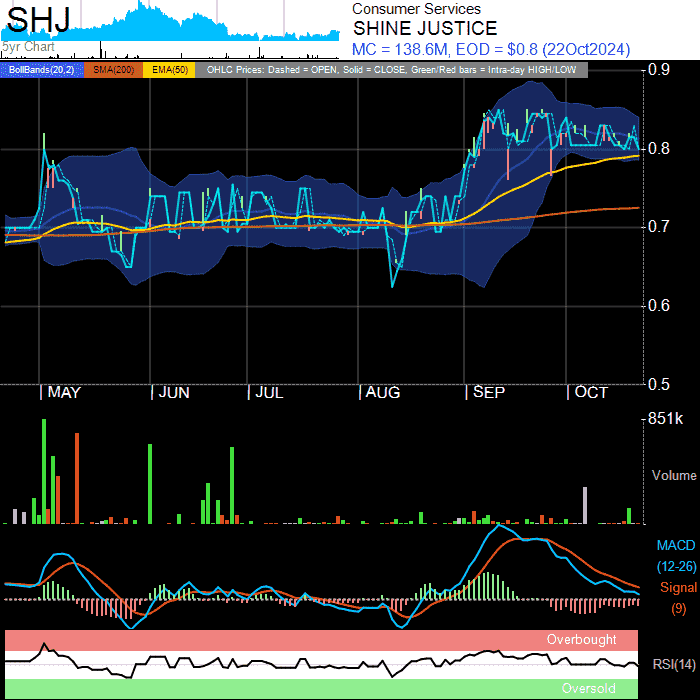 SHJ
5yr Chart
Consumer Services
SHINE JUSTICE
MC = 138.6M, EOD = $0.8 (22Oct2024)
BollBands(20,2) SMA(200) EMA(50) OHLC Prices: Dashed = OPEN, Solid = CLOSE, Green/Red bars = Intra-day HIGH/LOW
0.9
0.8
0.7
0.6
0.5
MAY JUN JUL AUG SEP OCT
851k
Volume
MACD
(12-26)
Signal
(9)
Overbought
RSI(14)
Oversold